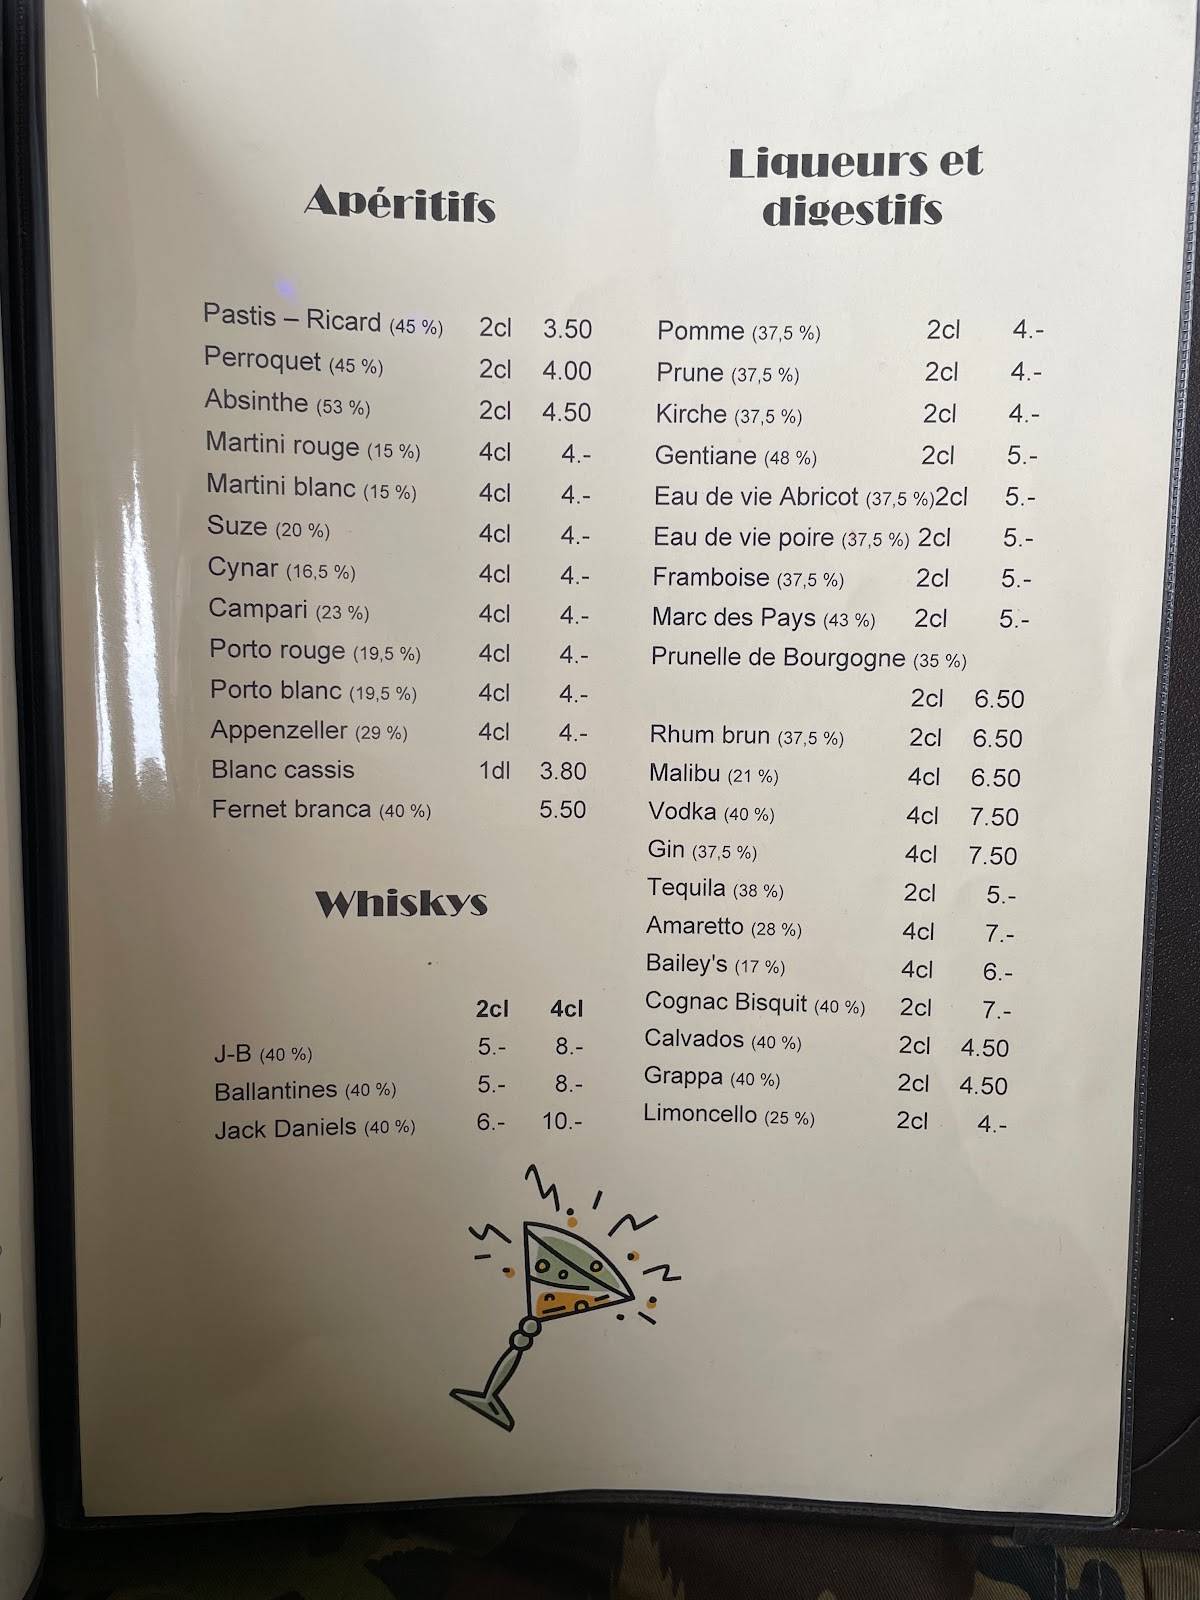 Apéritifs
Pastis – Ricard (45 %) 2cl 3.50
Perroquet (45 %) 2cl 4.00
Absinthe (53 %) 2cl 4.50
Martini rouge (15 %) 4cl 4.-
Martini blanc (15 %) 4cl 4.-
Suze (20 %) 4cl 4.-
Cynar (16,5 %) 4cl 4.-
Campari (23 %) 4cl 4.-
Porto rouge (19,5 %) 4cl 4.-
Porto blanc (19,5 %) 4cl 4.-
Appenzeller (29 %) 4cl 4.-
Blanc cassis 1dl 3.80
Fernet branca (40 %) 5.50
Whiskys
2cl 4cl
J-B (40 %) 5.- 8.-
Ballantines (40 %) 5.- 8.-
Jack Daniels (40 %) 6.- 10.-
Liqueurs et
digestifs
Pomme (37,5 %) 2cl 4.-
Prune (37,5 %) 2cl 4.-
Kirche (37,5 %) 2cl 4.-
Gentiane (48 %) 2cl 5.-
Eau de vie Abricot (37,5 %)2cl 5.-
Eau de vie poire (37,5 %) 2cl 5.-
Framboise (37,5 %) 2cl 5.-
Marc des Pays (43 %) 2cl 5.-
Prunelle de Bourgogne (35 %)
2cl 6.50
Rhum brun (37,5 %) 2cl 6.50
Malibu (21 %) 4cl 6.50
Vodka (40 %) 4cl 7.50
Gin (37,5 %) 4cl 7.50
Tequila (38 %) 2cl 5.-
Amaretto (28 %) 4cl 7.-
Bailey's (17 %) 4cl 6.-
Cognac Bisquit (40 %) 2cl 7.-
Calvados (40 %) 2cl 4.50
Grappa (40 %) 2cl 4.50
Limoncello (25 %) 2cl 4.-